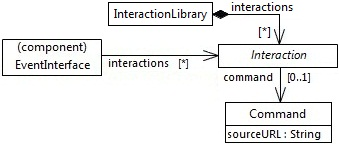 InteractionLibrary
interactions
[*]
(component)
EventInterface
interactions [*]
Interaction
command [0..1]
Command
sourceURL : String